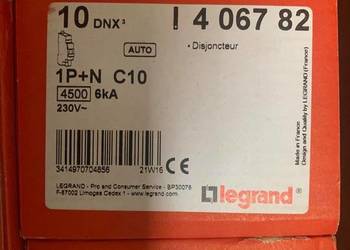 10 DNX³
4 067 82
AUTO
• Disjoncteur
1P+N C10
4500 6kA
230V~
Made in France
Design and Quality by LEGRAND (France)
3414970704856
21W16
LEGRAND - Pro and Consumer Service - BP30076
F-87002 Limoges Cedex 1 - www.legrand.com
legrand